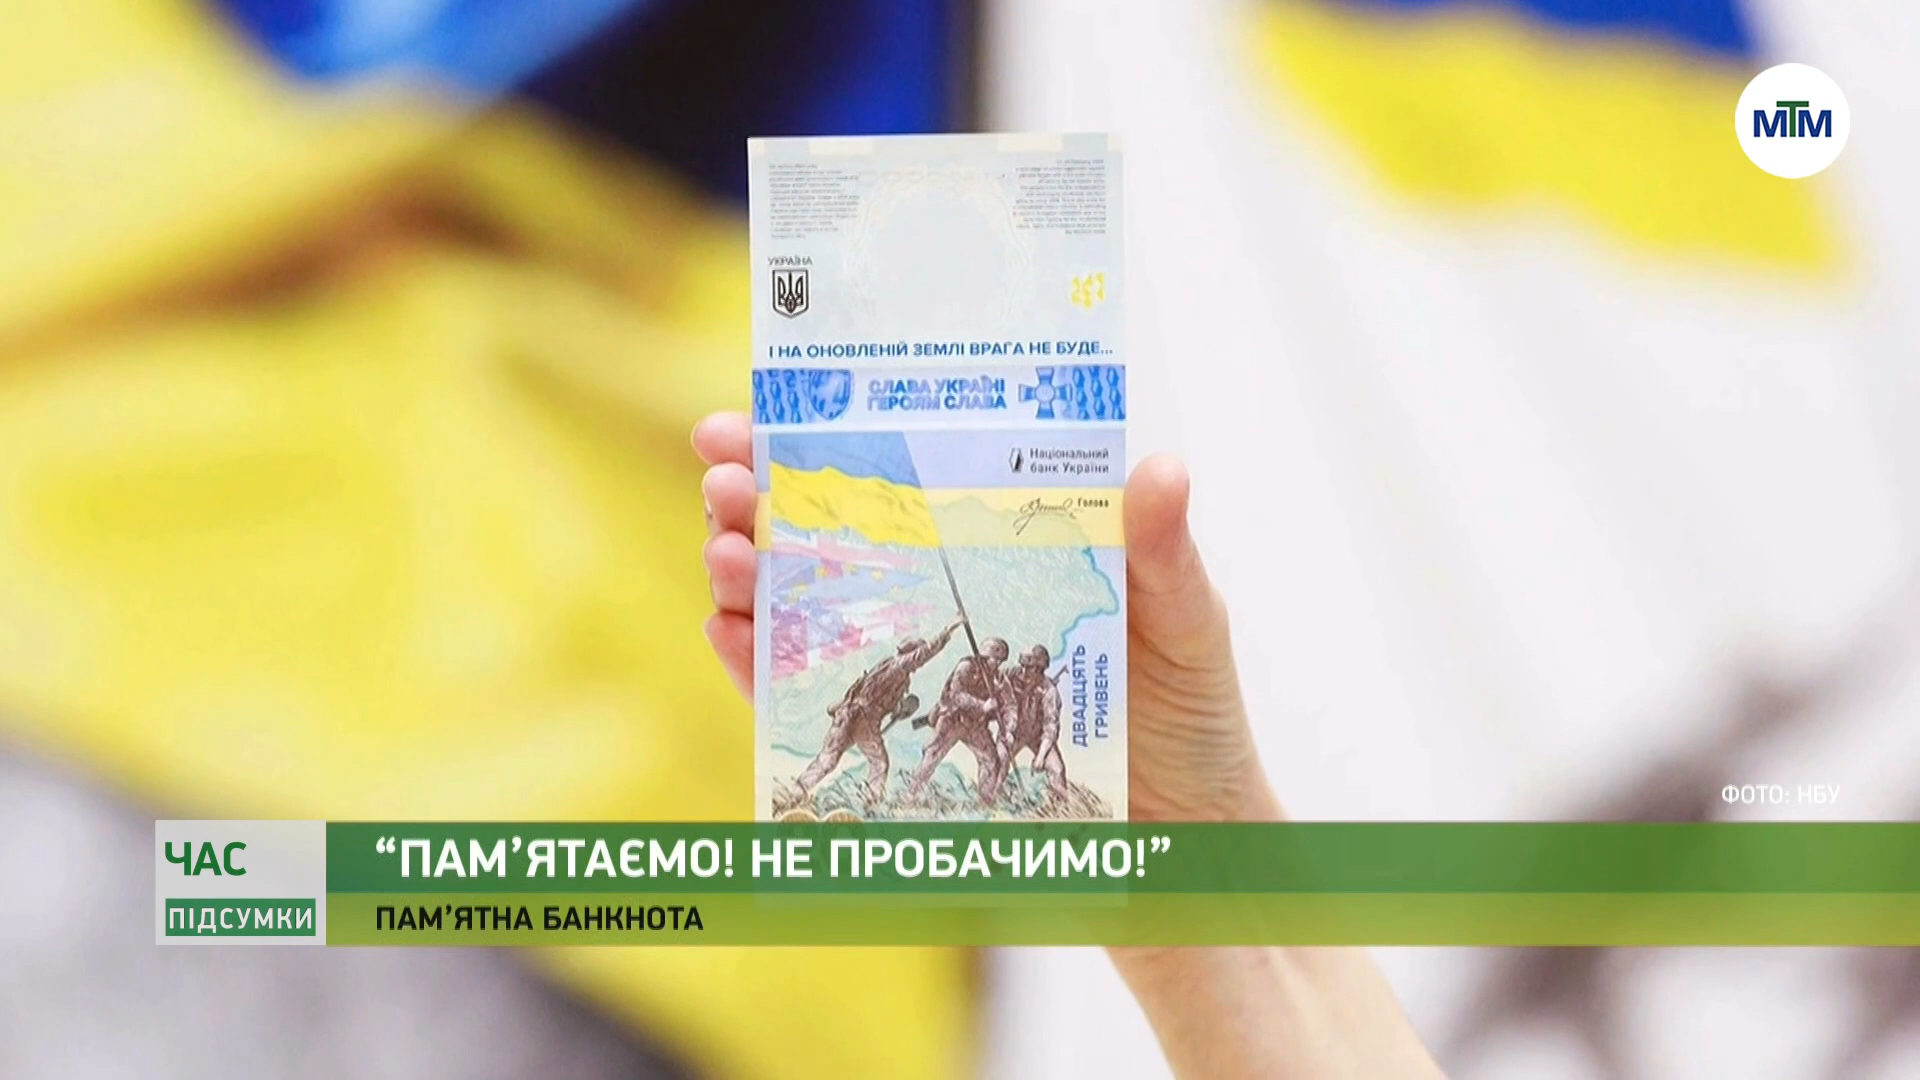 МТМ
УКРАЇНА
І НА ОНОВЛЕНІЙ ЗЕМЛІ ВРАГА НЕ БУДЕ...
СЛАВА УКРАЇНІ
ГЕРОЯМ СЛАВА
Національний
банк України
Голова
ДВАДЦЯТЬ
ГРИВЕНЬ
ФОТО: НБУ
ЧАС
ПІДСУМКИ
“ПАМ’ЯТАЄМО! НЕ ПРОБАЧИМО!”
ПАМ’ЯТНА БАНКНОТА